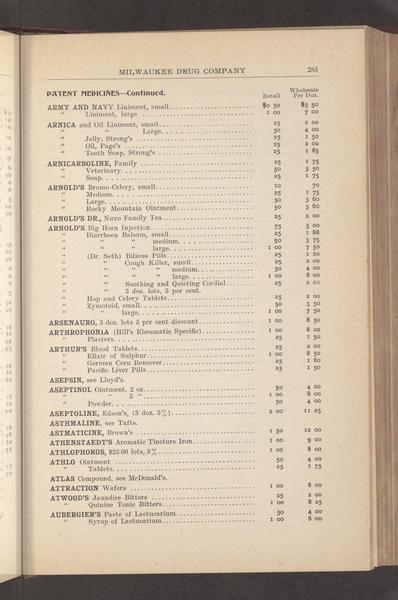 MILWAUKEE DRUG COMPANY 285
PATENT MEDICINES—Continued. Retail Wholesale Per Doz.
ARMY AND NAVY Liniment, small $0 50 $3 50
" Liniment, large 1 00 7 00
ARNICA and Oil Liniment, small 25 2 00
" " Large 50 4 00
" Jelly, Strong's 25 1 50
" Oil, Page's 25 2 00
" Tooth Soap, Strong's 25 1 85
ARNICARBOLINE, Family 25 1 75
" Veterinary 50 3 50
" Soap 25 1 75
ARNOLD'S Bromo-Celery, small 10 70
" Medium 25 1 75
" Large 50 3 60
" Rocky Mountain Ointment 50 3 60
ARNOLD'S DR., Nuvo Family Tea 25 2 00
ARNOLD'S Big Horn Injection 75 5 00
" Diarrhoea Balsam, small 25 1 88
" " " medium 50 3 75
" " " large 1 00 7 50
" (Dr. Seth) Bilious Pills 25 1 20
" " Cough Killer, small 25 2 00
" " " " medium 50 4 00
" " " " large 1 00 8 00
" " Soothing and Quieting Cordial 25 2 00
" " 3 doz. lots, 5 per cent.
" Hop and Celery Tablets 25 2 00
" Zymotoid, small 50 3 50
" " large 1 00 7 50
ARSENAURO, 3 doz. lots 5 per cent discount 1 00 8 50
ARTHROPHONIA (Hill's Rheumatic Specific) 1 00 8 00
" Plasters 25 1 50
ARTHUR'S Blood Tablets 25 2 00
" Elixir of Sulphur 1 00 8 50
" German Corn Remover 25 1 60
" Pacific Liver Pills 25 1 50
ASEPSIN, see Lloyd's.
ASEPTINOL Ointment, 2 oz. 50 4 00
" " 5 " 1 00 8 00
" Powder 50 4 00
ASEPTOLINE, Edson's, (3 doz. 5%) 2 00 11 25
ASTHMALINE, see Tafts.
ASTMATICINE, Brown's 1 50 12 00
ATHENSTAEDT'S Aromatic Tincture Iron 1 00 9 00
ATHLOPHOROS, $25.00 lots, 5% 1 00 8 00
ATHLO Ointment 50 4 00
" Tablets 25 1 75
ATLAS Compound, see McDonald's.
ATTRACTION Wafers 1 00 8 00
ATWOOD'S Jaundice Bitters 25 2 00
" Quinine Tonic Bitters 1 00 8 25
AUBERGIER'S Paste of Lactucarium 50 4 00
" Syrup of Lactucarium 1 00 8 00